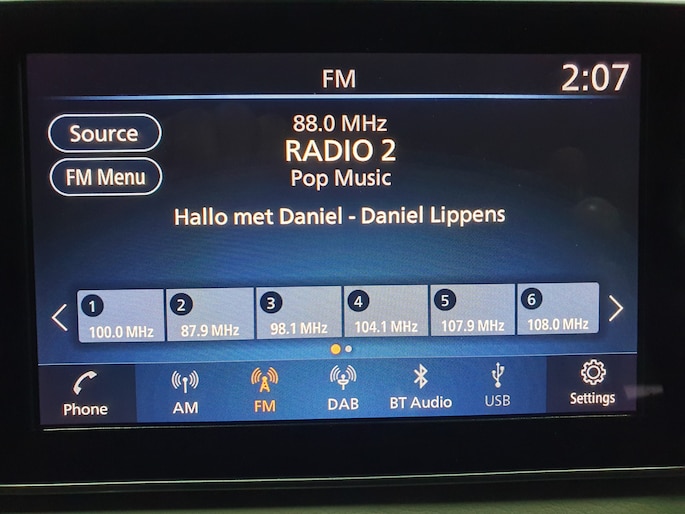 FM
2:07
Source
88.0 MHz
RADIO 2
FM Menu
Pop Music
Hallo met Daniel - Daniel Lippens
1
2
3
4
5
6
100.0 MHz
87.9 MHz
98.1 MHz
104.1 MHz
107.9 MHz
108.0 MHz
Phone
AM
FM
DAB
BT Audio
USB
Settings